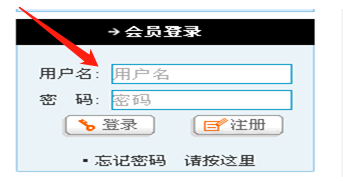 →会员登录
用户名: 用户名
密 码: 密码
登录 注册
▪忘记密码 请按这里